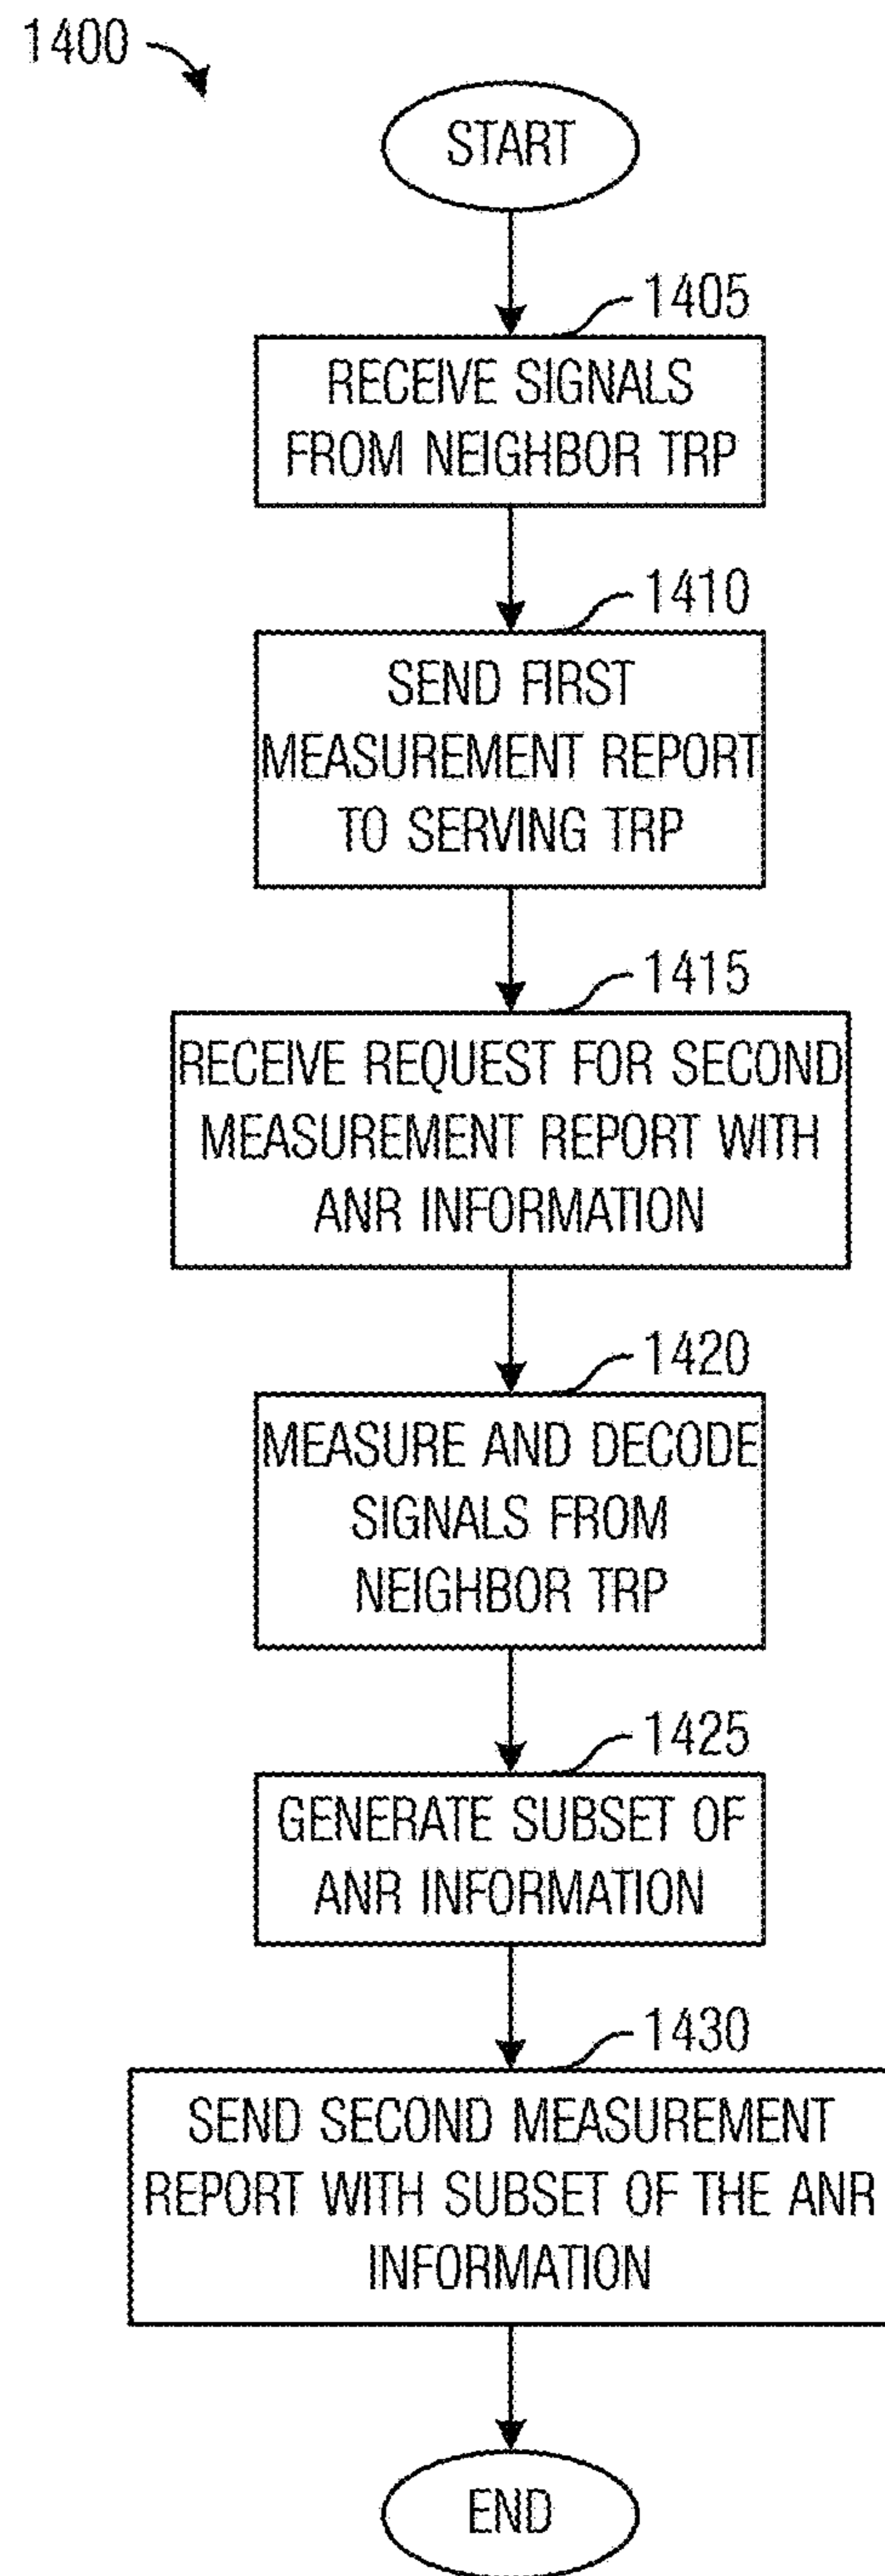 1400
START
1405
RECEIVE SIGNALS
FROM NEIGHBOR TRP
1410
SEND FIRST
MEASUREMENT REPORT
TO SERVING TRP
1415
RECEIVE REQUEST FOR SECOND
MEASUREMENT REPORT WITH
ANR INFORMATION
1420
MEASURE AND DECODE
SIGNALS FROM
NEIGHBOR TRP
1425
GENERATE SUBSET OF
ANR INFORMATION
1430
SEND SECOND MEASUREMENT
REPORT WITH SUBSET OF THE ANR
INFORMATION
END